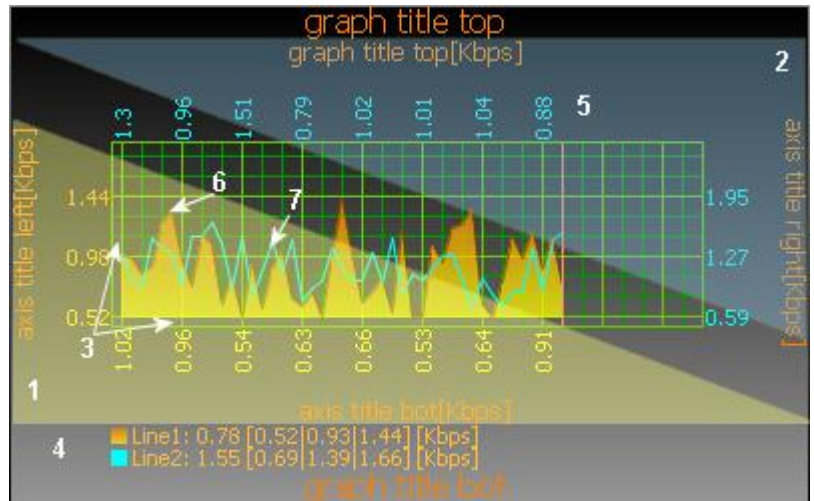 graph title top
graph title top[Kbps]
2
1.3 0.96 1.51 0.79 1.02 1.01 1.04 0.88 5
axis title left[Kbps]
axis title right[Kbps]
6
7
1.44 1.95
0.98 1.27
0.52 0.59
3
1.02 0.96 0.54 0.63 0.66 0.53 0.64 0.91
1
axis title bot[Kbps]
4
Line1: 0.78 [0.52|0.93|1.44] [Kbps]
Line2: 1.55 [0.69|1.39|1.66] [Kbps]
graph title bot